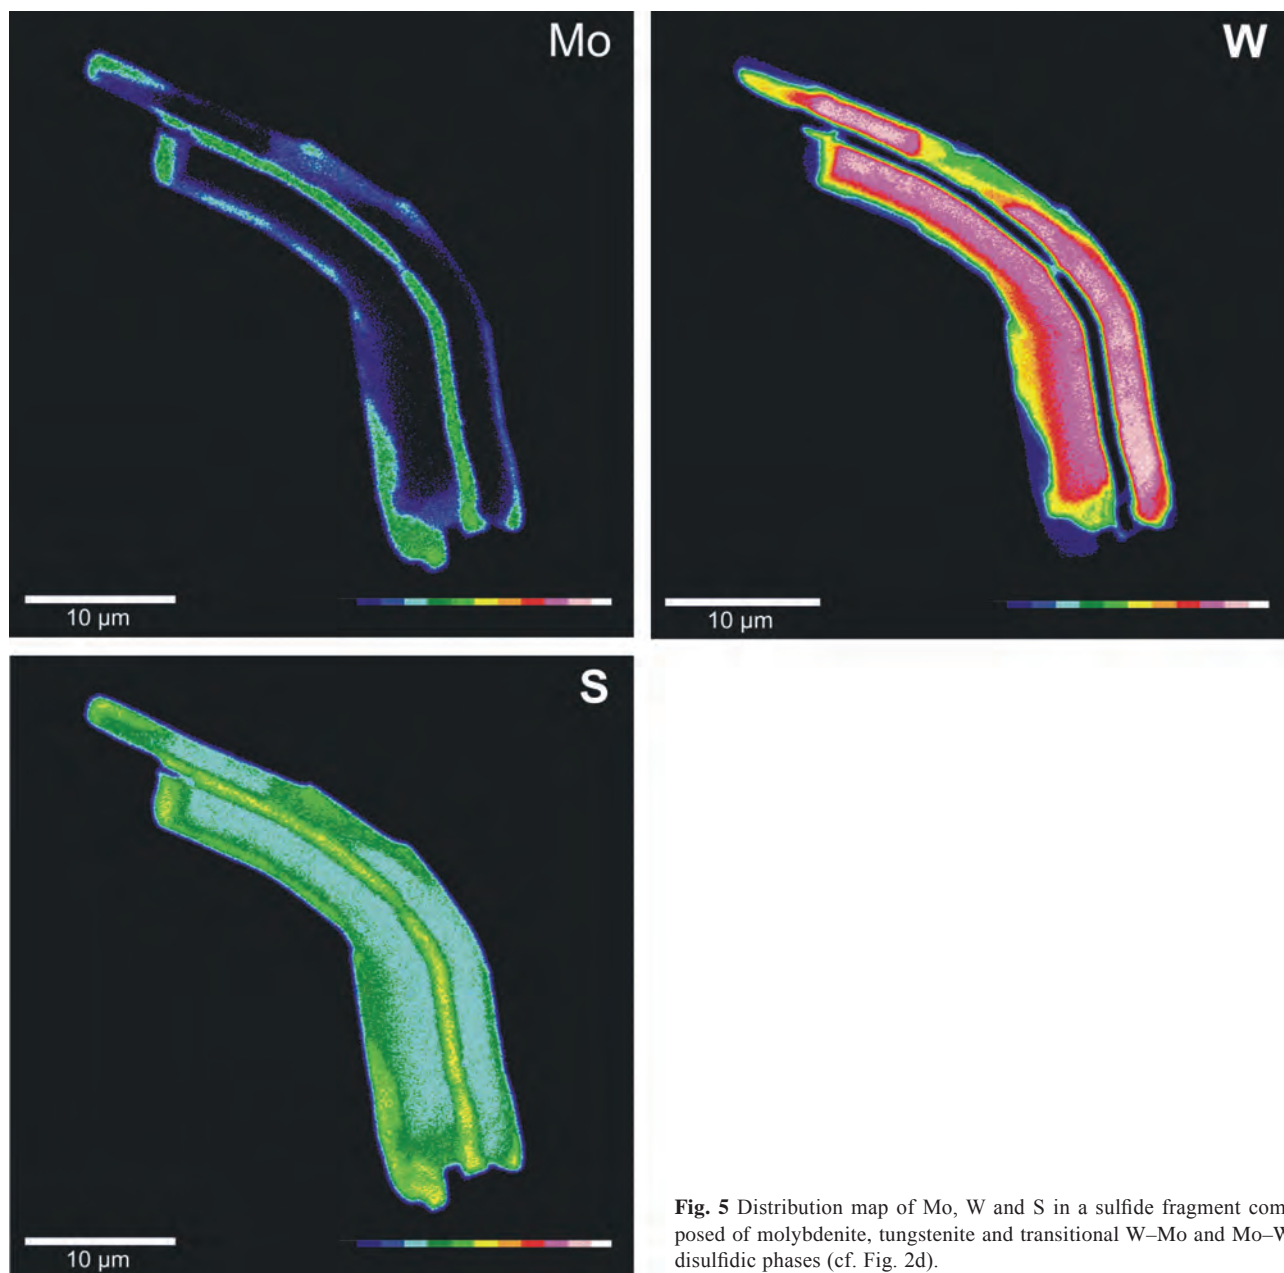 Mo
W
10 µm
10 µm
S
10 µm
Fig. 5 Distribution map of Mo, W and S in a sulfide fragment com-
posed of molybdenite, tungstenite and transitional W–Mo and Mo–W
disulfidic phases (cf. Fig. 2d).